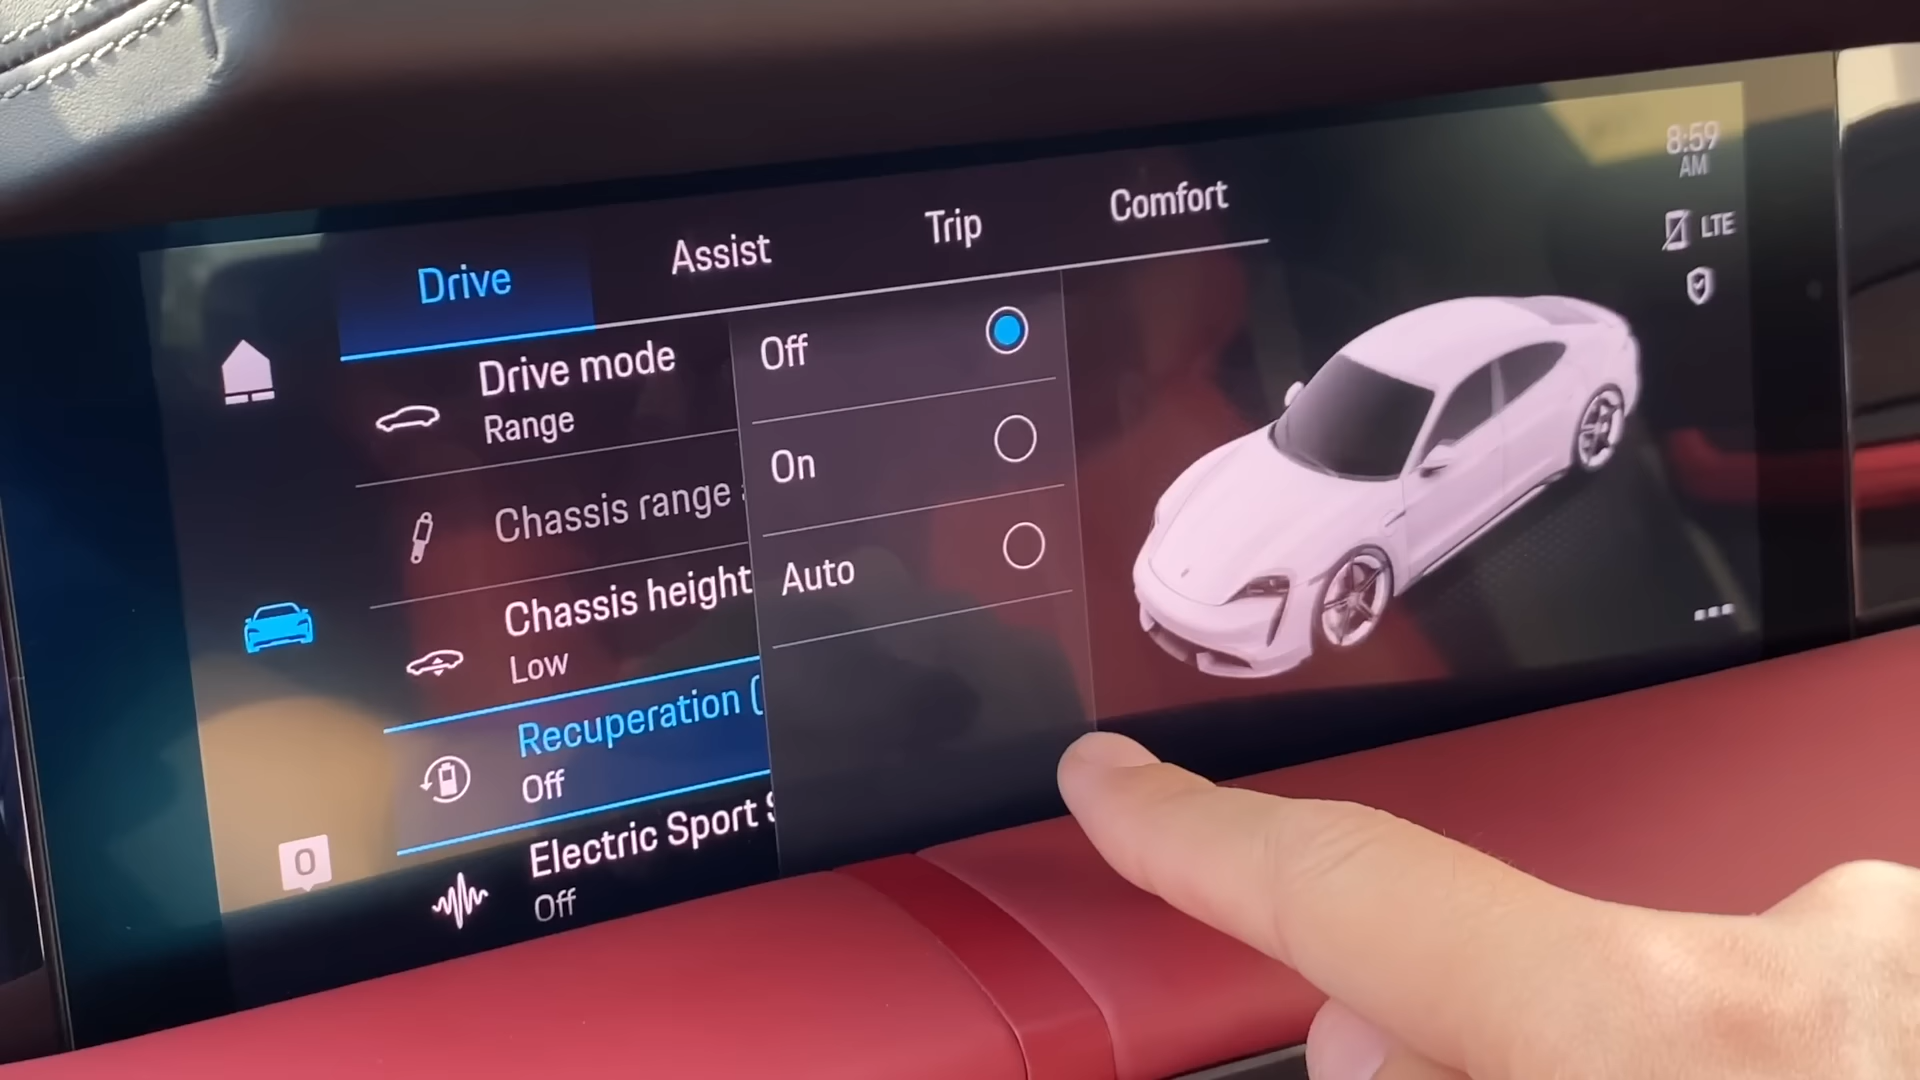 8:59
AM
LTE
Drive
Assist
Trip
Comfort
Drive mode
Range
Chassis range
Chassis height
Low
Recuperation (
Off
Electric Sport S
Off
Off
On
Auto
0